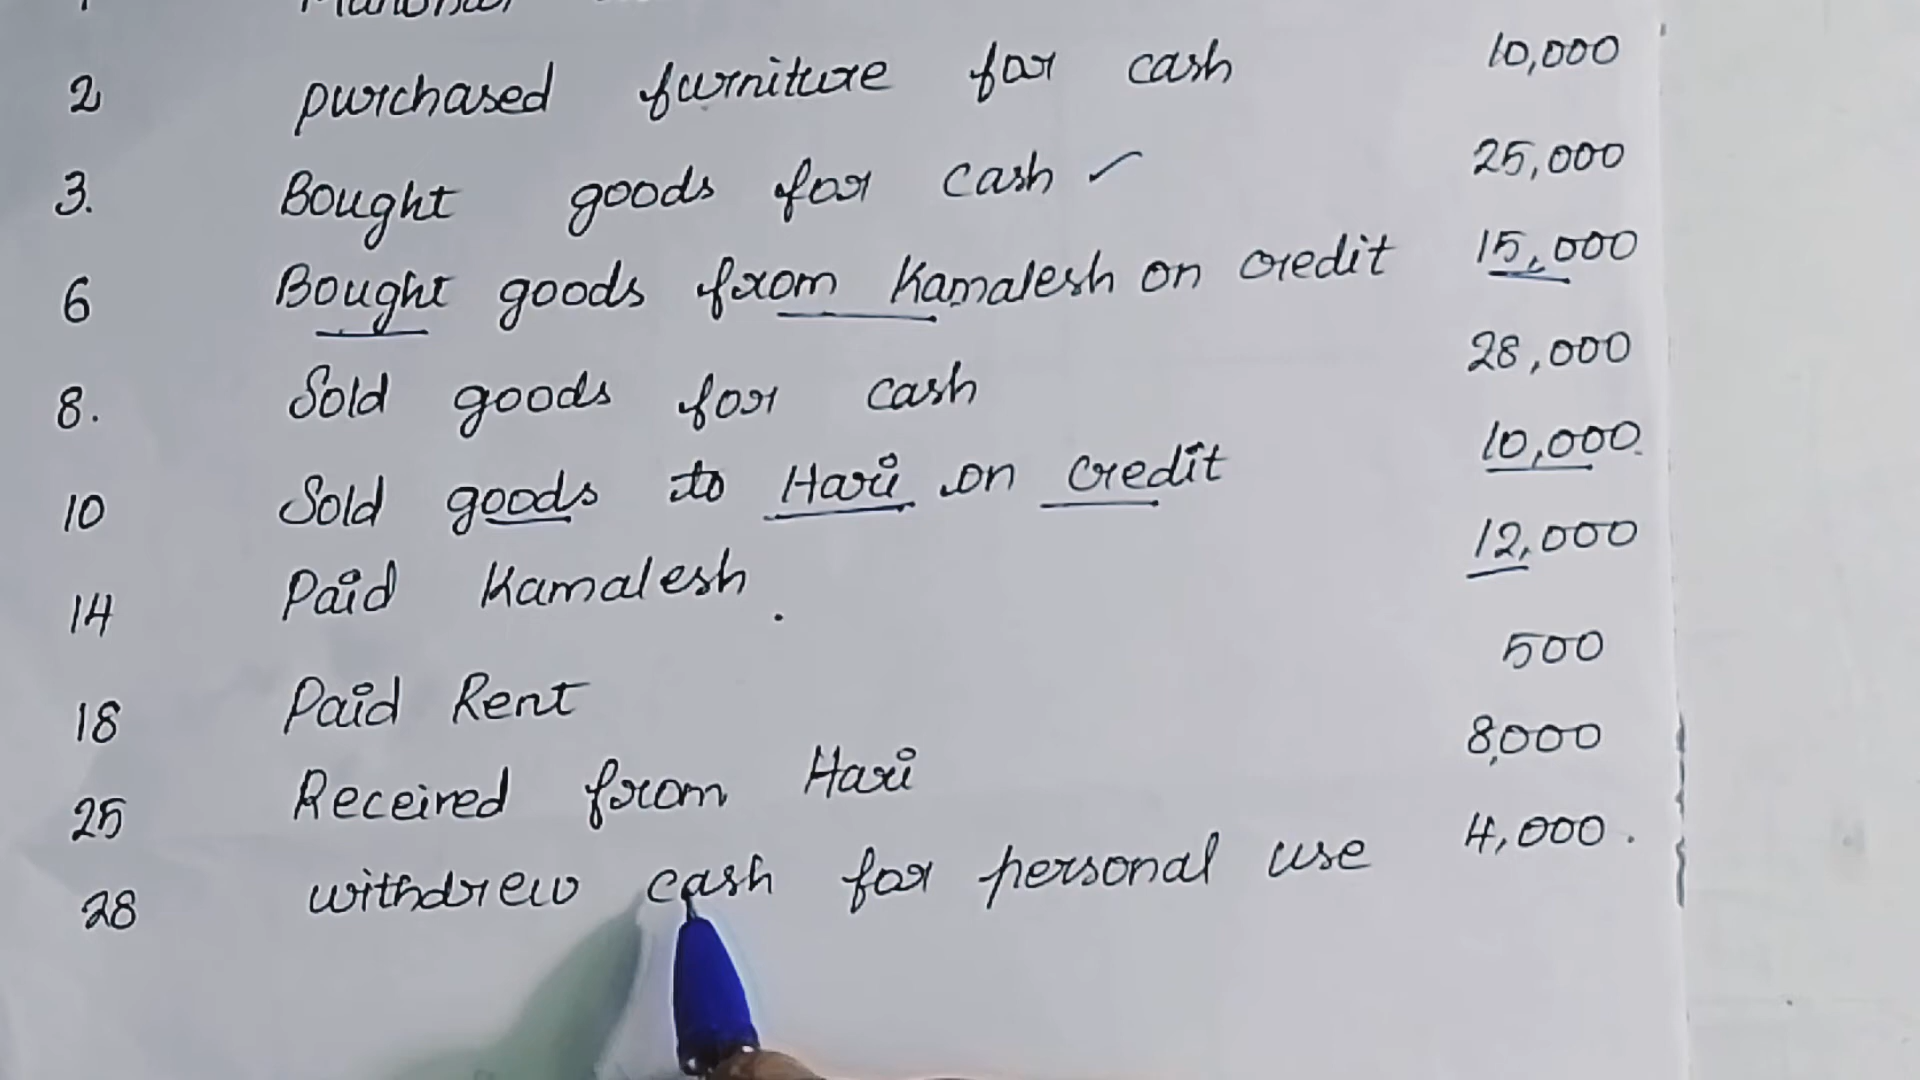 2 purchased furniture for cash 10,000
3. Bought goods for cash 25,000
6 Bought goods from Kamalesh on credit 15,000
8. Sold goods for cash 28,000
10 Sold goods to Hari on credit 10,000
14 Paid Kamalesh 12,000
18 Paid Rent 500
25 Received from Hari 8,000
28 withdrew cash for personal use 4,000.